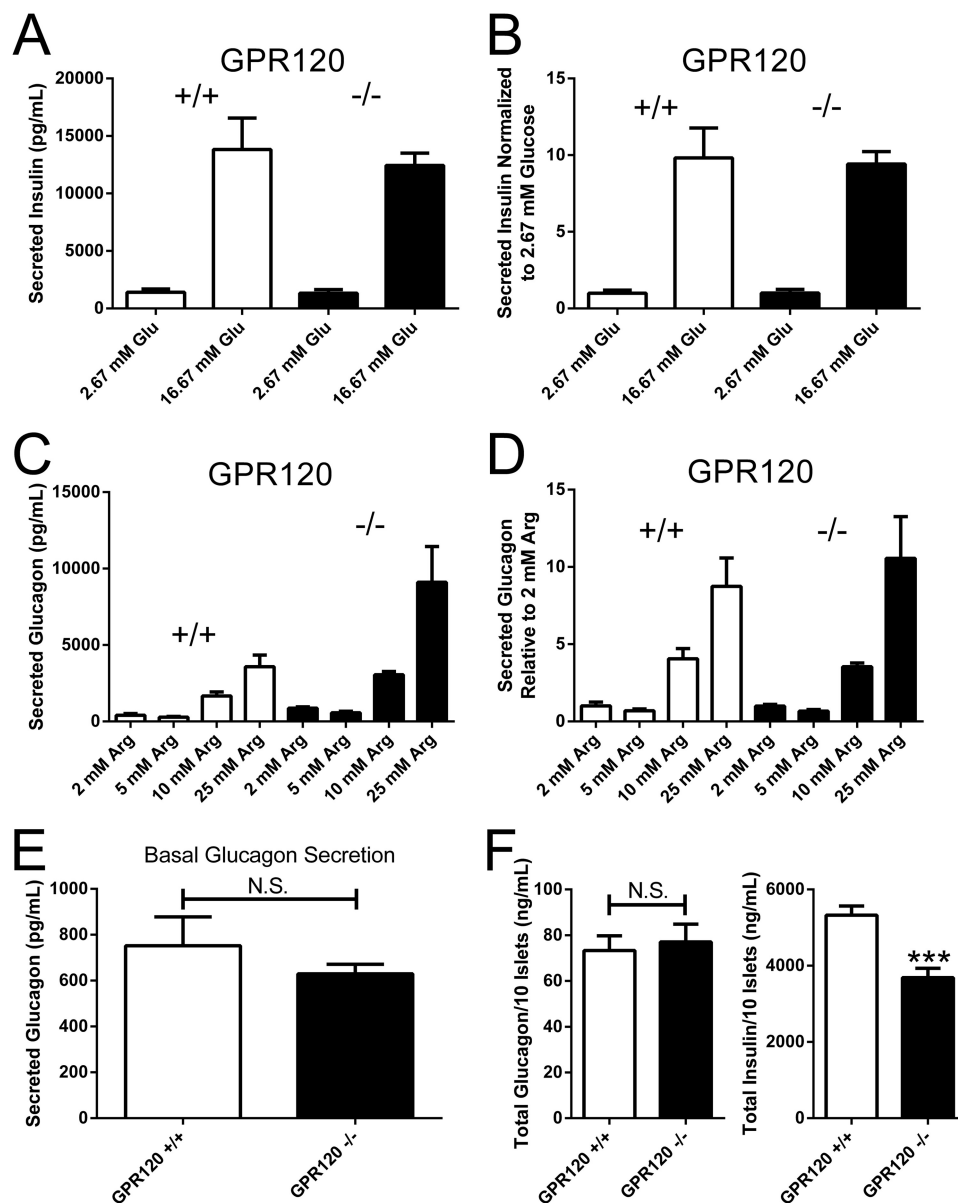 A
GPR120
+/+
-/-
Secreted Insulin (pg/mL)
20000
15000
10000
5000
0
2.67 mM Glu
16.67 mM Glu
2.67 mM Glu
16.67 mM Glu
B
GPR120
+/+
-/-
Secreted Insulin Normalized
to 2.67 mM Glucose
15
10
5
0
2.67 mM Glu
16.67 mM Glu
2.67 mM Glu
16.67 mM Glu
C
GPR120
+/+
-/-
Secreted Glucagon (pg/mL)
15000
10000
5000
0
2 mM Arg
5 mM Arg
10 mM Arg
25 mM Arg
2 mM Arg
5 mM Arg
10 mM Arg
25 mM Arg
D
GPR120
+/+
-/-
Secreted Glucagon
Relative to 2 mM Arg
15
10
5
0
2 mM Arg
5 mM Arg
10 mM Arg
25 mM Arg
2 mM Arg
5 mM Arg
10 mM Arg
25 mM Arg
E
Basal Glucagon Secretion
N.S.
Secreted Glucagon (pg/mL)
1000
800
600
400
200
0
GPR120 +/+
GPR120 -/-
F
N.S.
Total Glucagon/10 Islets (ng/mL)
100
80
60
40
20
0
GPR120 +/+
GPR120 -/-
Total Insulin/10 Islets (ng/mL)
6000
4000
2000
0
***
GPR120 +/+
GPR120 -/-